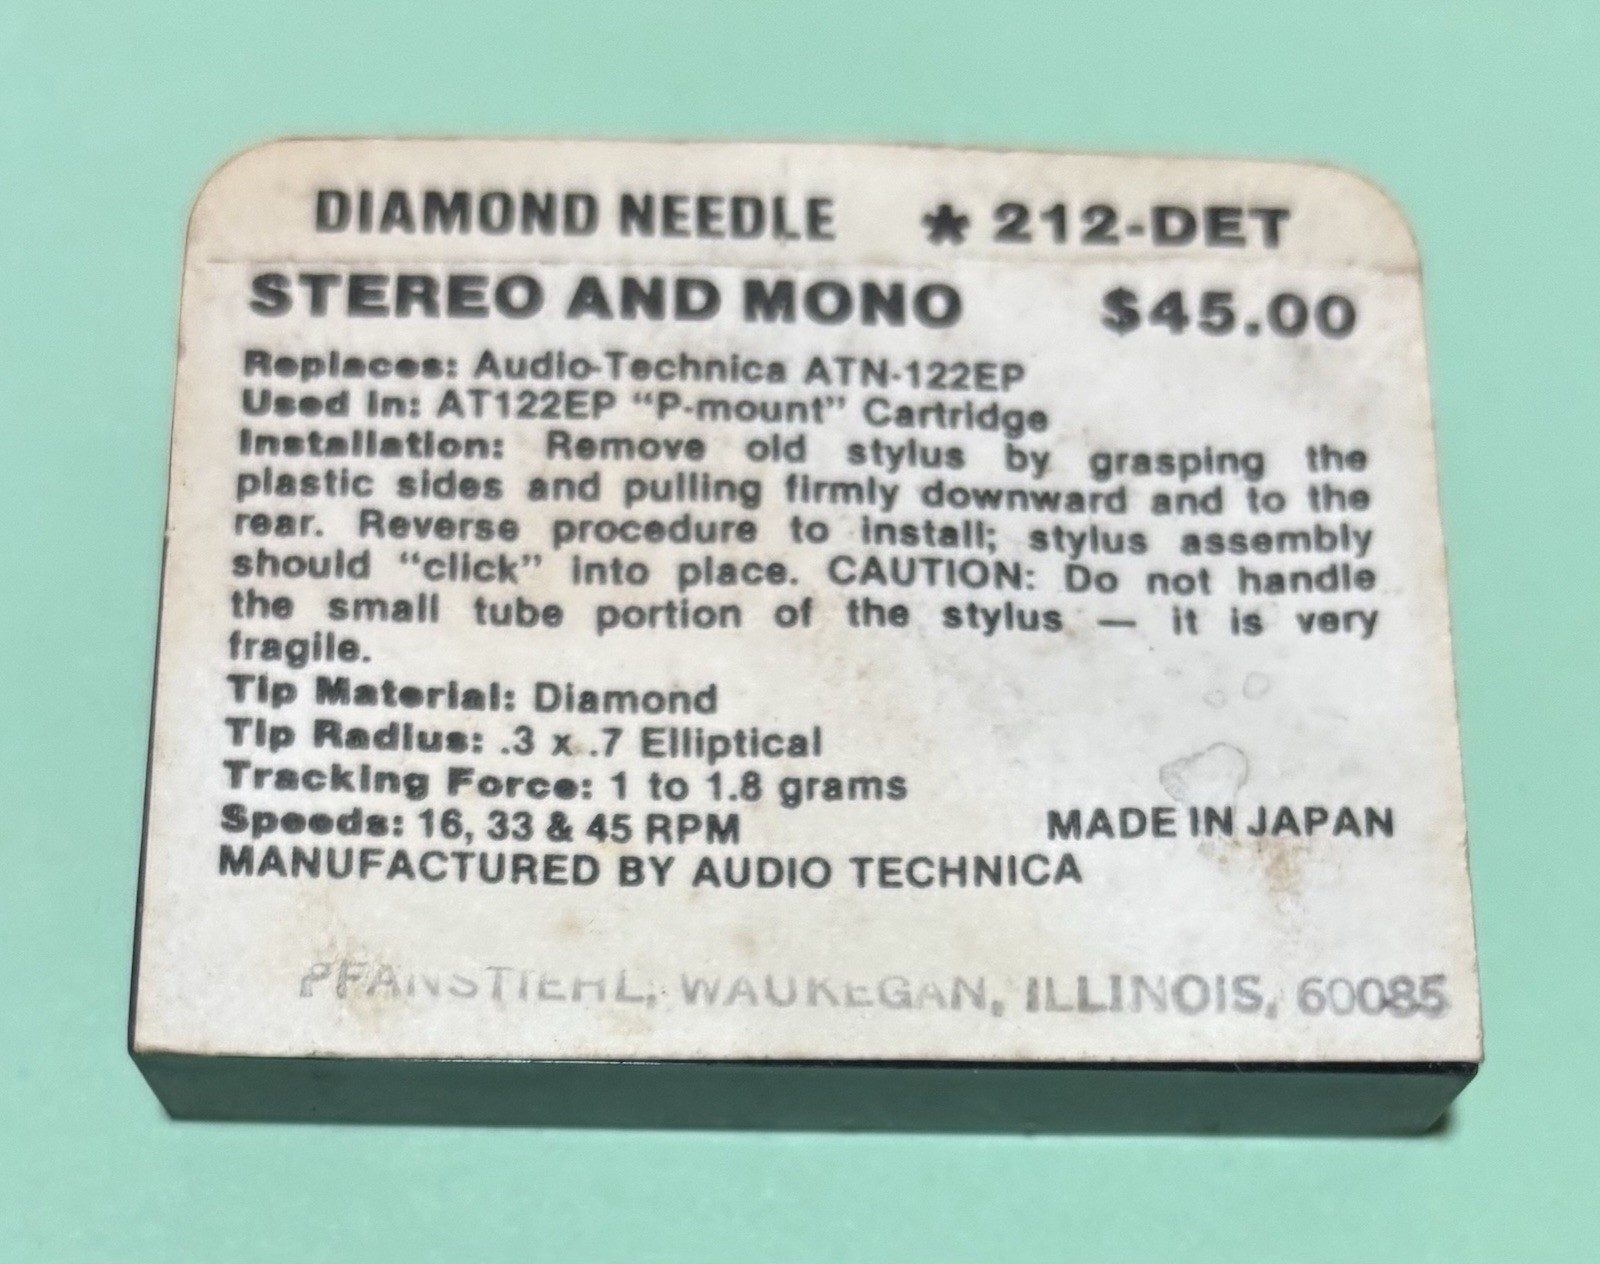 DIAMOND NEEDLE * 212-DET
STEREO AND MONO $45.00
Replaces: Audio-Technica ATN-122EP
Used In: AT122EP “P-mount” Cartridge
Installation: Remove old stylus by grasping the
plastic sides and pulling firmly downward and to the
rear. Reverse procedure to install; stylus assembly
should “click” into place. CAUTION: Do not handle
the small tube portion of the stylus — it is very
fragile.
Tip Material: Diamond
Tip Radius: .3 x .7 Elliptical
Tracking Force: 1 to 1.8 grams
Speeds: 16, 33 & 45 RPM MADE IN JAPAN
MANUFACTURED BY AUDIO TECHNICA
PFANSTIEHL, WAUKEGAN, ILLINOIS, 60085